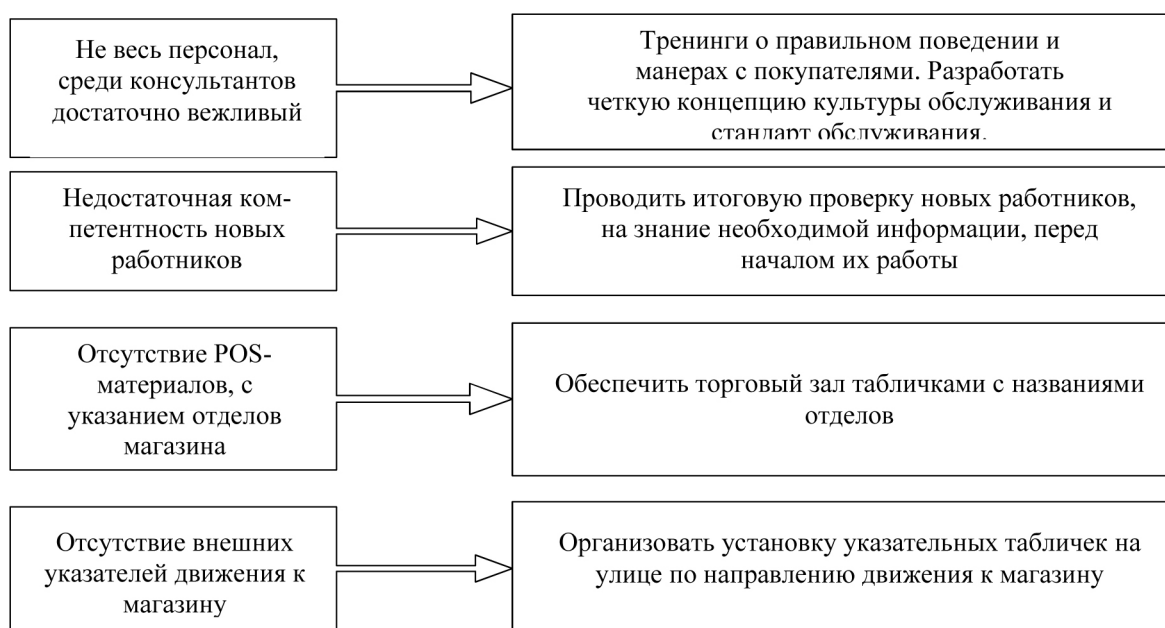 Не весь персонал,
среди консультантов
достаточно вежливый
Тренинги о правильном поведении и
манерах с покупателями. Разработать
четкую концепцию культуры обслуживания и
стандарт обслуживания.
Недостаточная ком-
петентность новых
работников
Проводить итоговую проверку новых работников,
на знание необходимой информации, перед
началом их работы
Отсутствие POS-
материалов, с
указанием отделов
магазина
Обеспечить торговый зал табличками с названиями
отделов
Отсутствие внешних
указателей движения к
магазину
Организовать установку указательных табличек на
улице по направлению движения к магазину